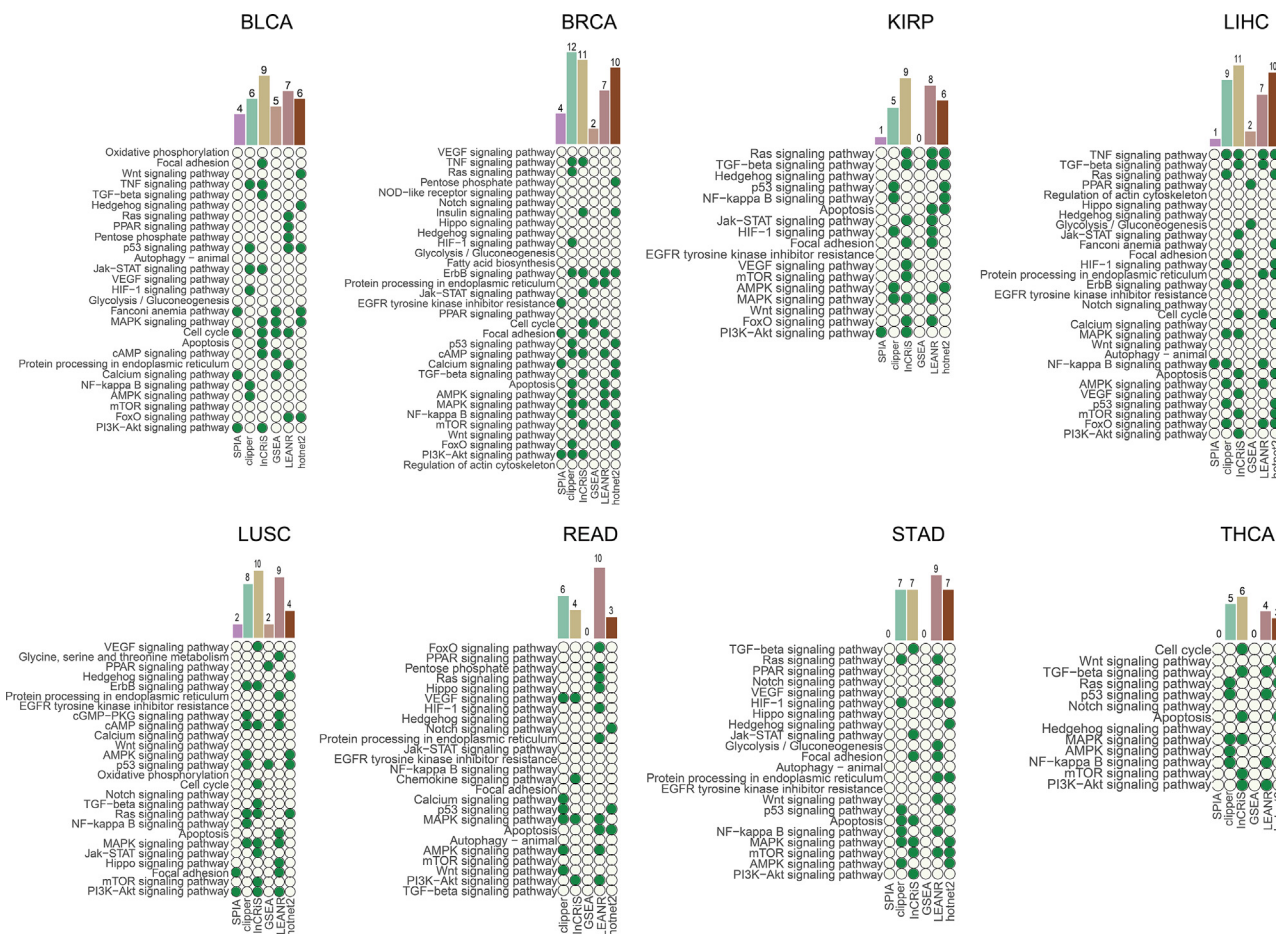 BLCA
4
6
9
5
7
6
Oxidative phosphorylation
Focal adhesion
Wnt signaling pathway
TNF signaling pathway
TGF−beta signaling pathway
Hedgehog signaling pathway
Ras signaling pathway
PPAR signaling pathway
Pentose phosphate pathway
p53 signaling pathway
Autophagy − animal
Jak−STAT signaling pathway
VEGF signaling pathway
HIF−1 signaling pathway
Glycolysis / Gluconeogenesis
Fanconi anemia pathway
MAPK signaling pathway
Cell cycle
Apoptosis
cAMP signaling pathway
Protein processing in endoplasmic reticulum
Calcium signaling pathway
NF−kappa B signaling pathway
AMPK signaling pathway
mTOR signaling pathway
FoxO signaling pathway
PI3K−Akt signaling pathway
SPIA
clipper
InCRiS
GSEA
LEANR
hotnet2
BRCA
4
12
11
2
7
10
VEGF signaling pathway
TNF signaling pathway
Ras signaling pathway
Pentose phosphate pathway
NOD−like receptor signaling pathway
Notch signaling pathway
Insulin signaling pathway
Hippo signaling pathway
Hedgehog signaling pathway
HIF−1 signaling pathway
Glycolysis / Gluconeogenesis
Fatty acid biosynthesis
ErbB signaling pathway
Protein processing in endoplasmic reticulum
Jak−STAT signaling pathway
EGFR tyrosine kinase inhibitor resistance
PPAR signaling pathway
Cell cycle
Focal adhesion
p53 signaling pathway
cAMP signaling pathway
Calcium signaling pathway
TGF−beta signaling pathway
Apoptosis
AMPK signaling pathway
MAPK signaling pathway
NF−kappa B signaling pathway
mTOR signaling pathway
Wnt signaling pathway
FoxO signaling pathway
PI3K−Akt signaling pathway
Regulation of actin cytoskeleton
SPIA
clipper
InCRiS
GSEA
LEANR
hotnet2
KIRP
1
5
9
0
8
6
Ras signaling pathway
TGF−beta signaling pathway
Hedgehog signaling pathway
p53 signaling pathway
NF−kappa B signaling pathway
Apoptosis
Jak−STAT signaling pathway
HIF−1 signaling pathway
Focal adhesion
EGFR tyrosine kinase inhibitor resistance
VEGF signaling pathway
mTOR signaling pathway
AMPK signaling pathway
MAPK signaling pathway
Wnt signaling pathway
FoxO signaling pathway
PI3K−Akt signaling pathway
SPIA
clipper
InCRiS
GSEA
LEANR
hotnet2
LIHC
1
9
11
2
7
10
TNF signaling pathway
TGF−beta signaling pathway
Ras signaling pathway
PPAR signaling pathway
Regulation of actin cytoskeleton
Hippo signaling pathway
Hedgehog signaling pathway
Glycolysis / Gluconeogenesis
Jak−STAT signaling pathway
Fanconi anemia pathway
Focal adhesion
HIF−1 signaling pathway
Protein processing in endoplasmic reticulum
ErbB signaling pathway
EGFR tyrosine kinase inhibitor resistance
Notch signaling pathway
Cell cycle
Calcium signaling pathway
MAPK signaling pathway
Wnt signaling pathway
Autophagy − animal
NF−kappa B signaling pathway
Apoptosis
AMPK signaling pathway
VEGF signaling pathway
p53 signaling pathway
mTOR signaling pathway
FoxO signaling pathway
PI3K−Akt signaling pathway
SPIA
clipper
InCRiS
GSEA
LEANR
hotnet2
LUSC
2
8
10
2
9
4
VEGF signaling pathway
Glycine, serine and threonine metabolism
PPAR signaling pathway
Hedgehog signaling pathway
ErbB signaling pathway
Protein processing in endoplasmic reticulum
EGFR tyrosine kinase inhibitor resistance
cGMP−PKG signaling pathway
cAMP signaling pathway
Calcium signaling pathway
Wnt signaling pathway
AMPK signaling pathway
p53 signaling pathway
Oxidative phosphorylation
Cell cycle
Notch signaling pathway
TGF−beta signaling pathway
Ras signaling pathway
NF−kappa B signaling pathway
Apoptosis
MAPK signaling pathway
Jak−STAT signaling pathway
Hippo signaling pathway
Focal adhesion
mTOR signaling pathway
PI3K−Akt signaling pathway
SPIA
clipper
InCRiS
GSEA
LEANR
hotnet2
READ
6
4
0
10
3
FoxO signaling pathway
PPAR signaling pathway
Pentose phosphate pathway
Ras signaling pathway
Hippo signaling pathway
VEGF signaling pathway
HIF−1 signaling pathway
Hedgehog signaling pathway
Notch signaling pathway
Protein processing in endoplasmic reticulum
Jak−STAT signaling pathway
EGFR tyrosine kinase inhibitor resistance
NF−kappa B signaling pathway
Chemokine signaling pathway
Focal adhesion
Calcium signaling pathway
p53 signaling pathway
MAPK signaling pathway
Apoptosis
Autophagy − animal
AMPK signaling pathway
mTOR signaling pathway
Wnt signaling pathway
PI3K−Akt signaling pathway
TGF−beta signaling pathway
clipper
InCRiS
GSEA
LEANR
hotnet2
STAD
0
7
7
0
9
7
TGF−beta signaling pathway
Ras signaling pathway
PPAR signaling pathway
Notch signaling pathway
VEGF signaling pathway
HIF−1 signaling pathway
Hippo signaling pathway
Hedgehog signaling pathway
Jak−STAT signaling pathway
Glycolysis / Gluconeogenesis
Focal adhesion
Autophagy − animal
Protein processing in endoplasmic reticulum
EGFR tyrosine kinase inhibitor resistance
Wnt signaling pathway
p53 signaling pathway
Apoptosis
NF−kappa B signaling pathway
MAPK signaling pathway
mTOR signaling pathway
AMPK signaling pathway
PI3K−Akt signaling pathway
SPIA
clipper
InCRiS
GSEA
LEANR
hotnet2
THCA
0
5
6
0
4
Cell cycle
Wnt signaling pathway
TGF−beta signaling pathway
Ras signaling pathway
p53 signaling pathway
Notch signaling pathway
Apoptosis
Hedgehog signaling pathway
MAPK signaling pathway
AMPK signaling pathway
NF−kappa B signaling pathway
mTOR signaling pathway
PI3K−Akt signaling pathway
SPIA
clipper
InCRiS
GSEA
LEANR